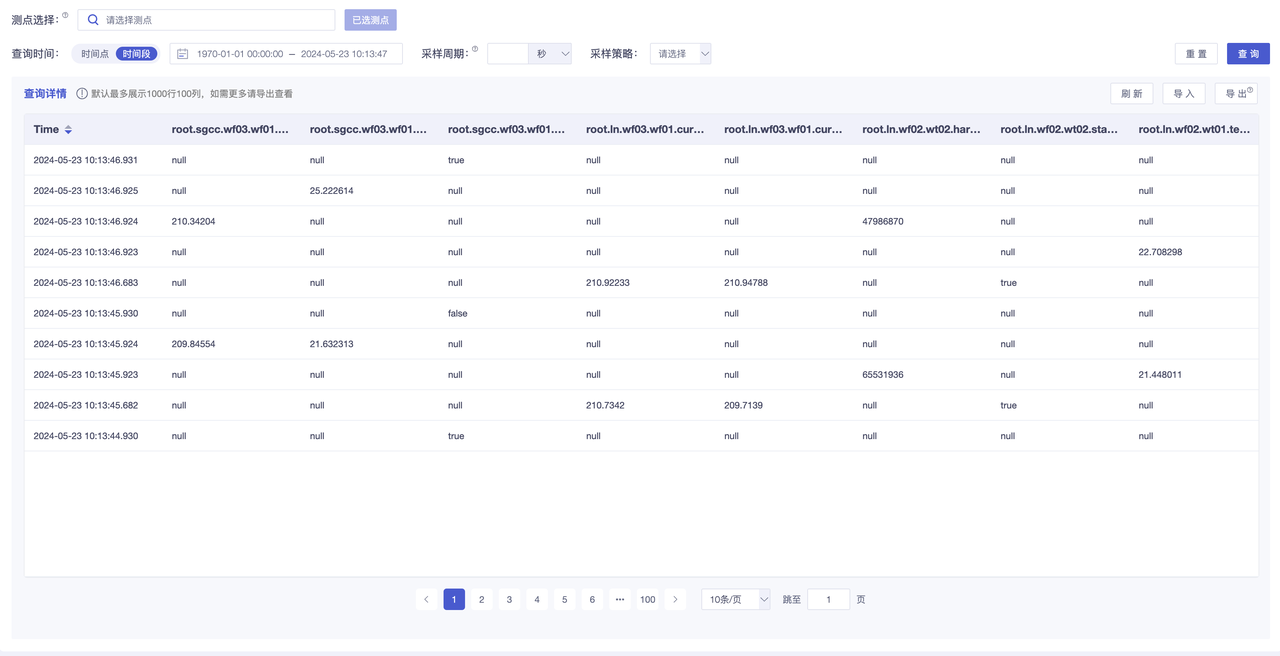 测点选择: ? 请选择测点 已选测点
查询时间: 时间点 时间段 1970-01-01 00:00:00 – 2024-05-23 10:13:47 采样周期: ? 秒 采样策略: 请选择 重置 查询
查询详情 默认最多展示1000行100列，如需更多请导出查看 刷新 导入 导出 ?
Time root.sgcc.wf03.wf01.... root.sgcc.wf03.wf01.... root.sgcc.wf03.wf01.... root.ln.wf03.wf01.cur... root.ln.wf03.wf01.cur... root.ln.wf02.wt02.har... root.ln.wf02.wt02.sta... root.ln.wf02.wt01.te...
2024-05-23 10:13:46.931 null null true null null null null null
2024-05-23 10:13:46.925 null 25.222614 null null null null null null
2024-05-23 10:13:46.924 210.34204 null null null null 47986870 null null
2024-05-23 10:13:46.923 null null null null null null null 22.708298
2024-05-23 10:13:46.683 null null null 210.92233 210.94788 null true null
2024-05-23 10:13:45.930 null null false null null null null null
2024-05-23 10:13:45.924 209.84554 21.632313 null null null null null null
2024-05-23 10:13:45.923 null null null null null 65531936 null 21.448011
2024-05-23 10:13:45.682 null null null 210.7342 209.7139 null true null
2024-05-23 10:13:44.930 null null true null null null null null
1 2 3 4 5 6 ••• 100 10条/页 跳至 1 页